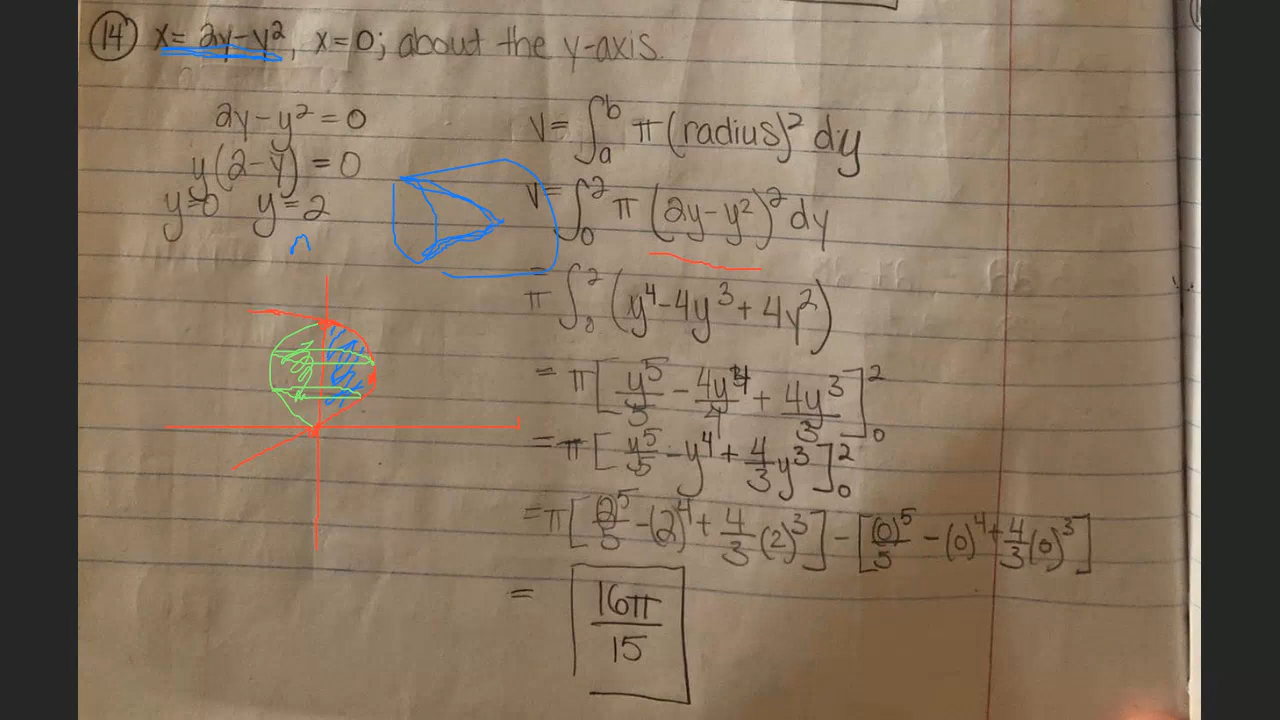 14 x = 2y - y², x = 0; about the y-axis.
2y - y² = 0
y(2 - y) = 0
y = 0 y = 2
V = ∫ₐᵇ π (radius)² dy
V = ∫₀² π (2y - y²)² dy
= π ∫₀² (y⁴ - 4y³ + 4y²)
= π [ y⁵/5 - 4y⁴/4 + 4y³/3 ]₀²
= π [ y⁵/5 - y⁴ + 4/3 y³ ]₀²
= π [ 2⁵/5 - (2)⁴ + 4/3 (2)³ ] - [ (0)⁵/5 - (0)⁴ + 4/3 (0)³ ]
= 16π/15